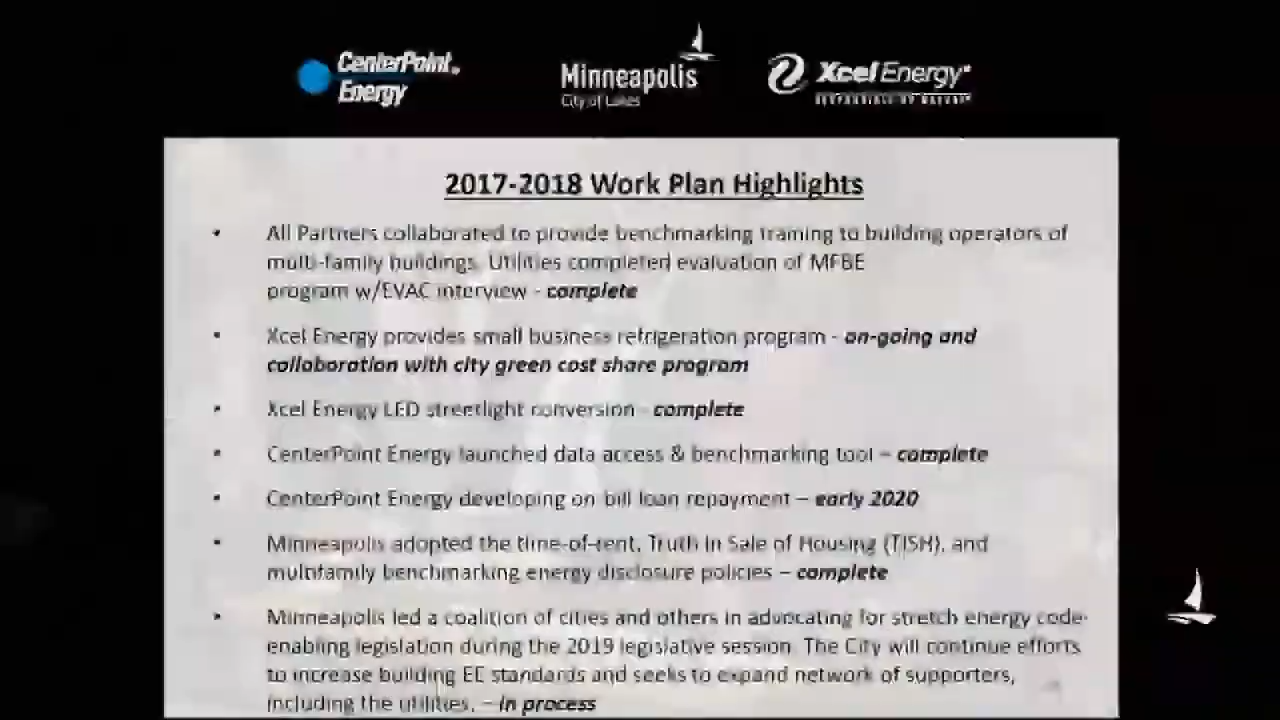 CenterPoint.
Energy
Minneapolis
City of Lakes
Xcel Energy®
2017-2018 Work Plan Highlights
• All Partners collaborated to provide benchmarking training to building operators of
multi-family buildings. Utilities completed evaluation of MFBE
program w/EVAC interview - complete
• Xcel Energy provides small business refrigeration program - on-going and
collaboration with city green cost share program
• Xcel Energy LED streetlight conversion - complete
• CenterPoint Energy launched data access & benchmarking tool – complete
• CenterPoint Energy developing on bill loan repayment – early 2020
• Minneapolis adopted the time-of-rent, Truth in Sale of Housing (TISH), and
multifamily benchmarking energy disclosure policies – complete
• Minneapolis led a coalition of cities and others in advocating for stretch energy code-
enabling legislation during the 2019 legislative session. The City will continue efforts
to increase building EE standards and seeks to expand network of supporters,
including the utilities. – in process